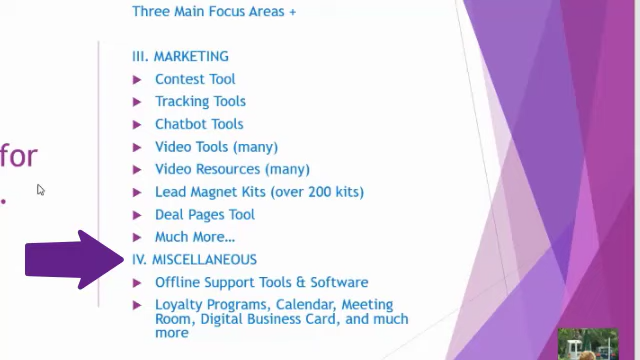 Three Main Focus Areas +
III. MARKETING
Contest Tool
Tracking Tools
Chatbot Tools
for
Video Tools (many)
Video Resources (many)
Lead Magnet Kits (over 200 kits)
.
Deal Pages Tool
Much More…
IV. MISCELLANEOUS
Offline Support Tools & Software
Loyalty Programs, Calendar, Meeting
Room, Digital Business Card, and much
more